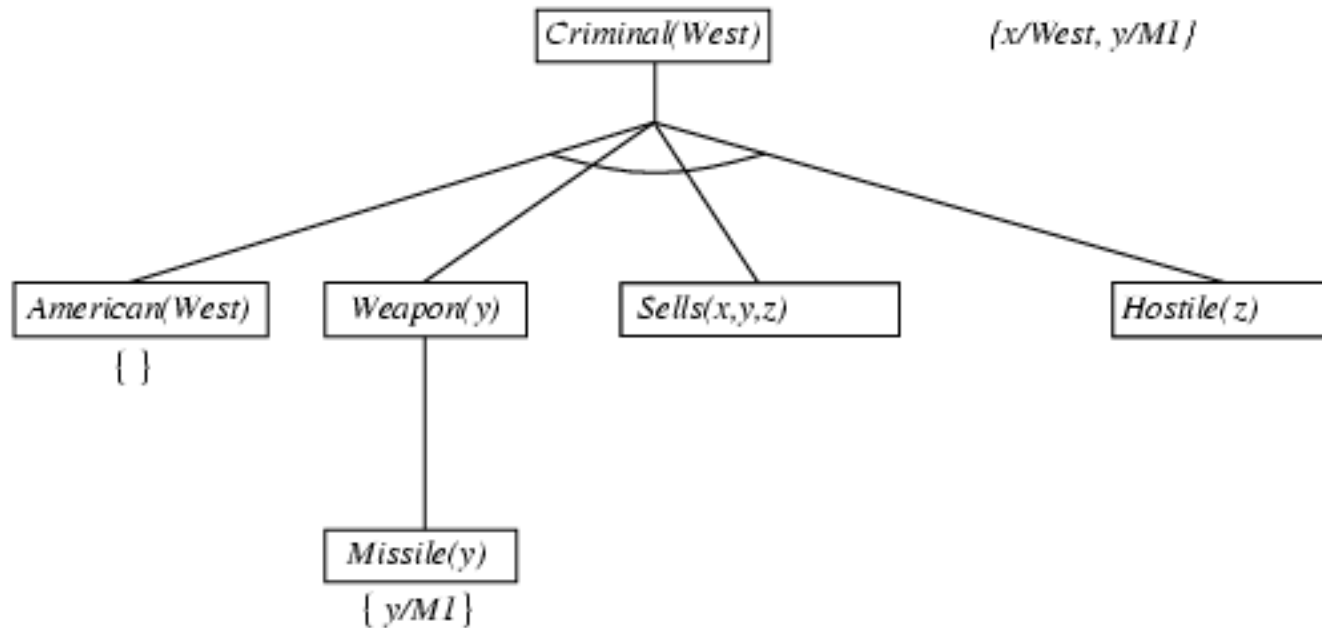 Criminal(West)
{x/West, y/M1}
American(West)
Weapon(y)
Sells(x,y,z)
Hostile(z)
{ }
Missile(y)
{ y/M1 }